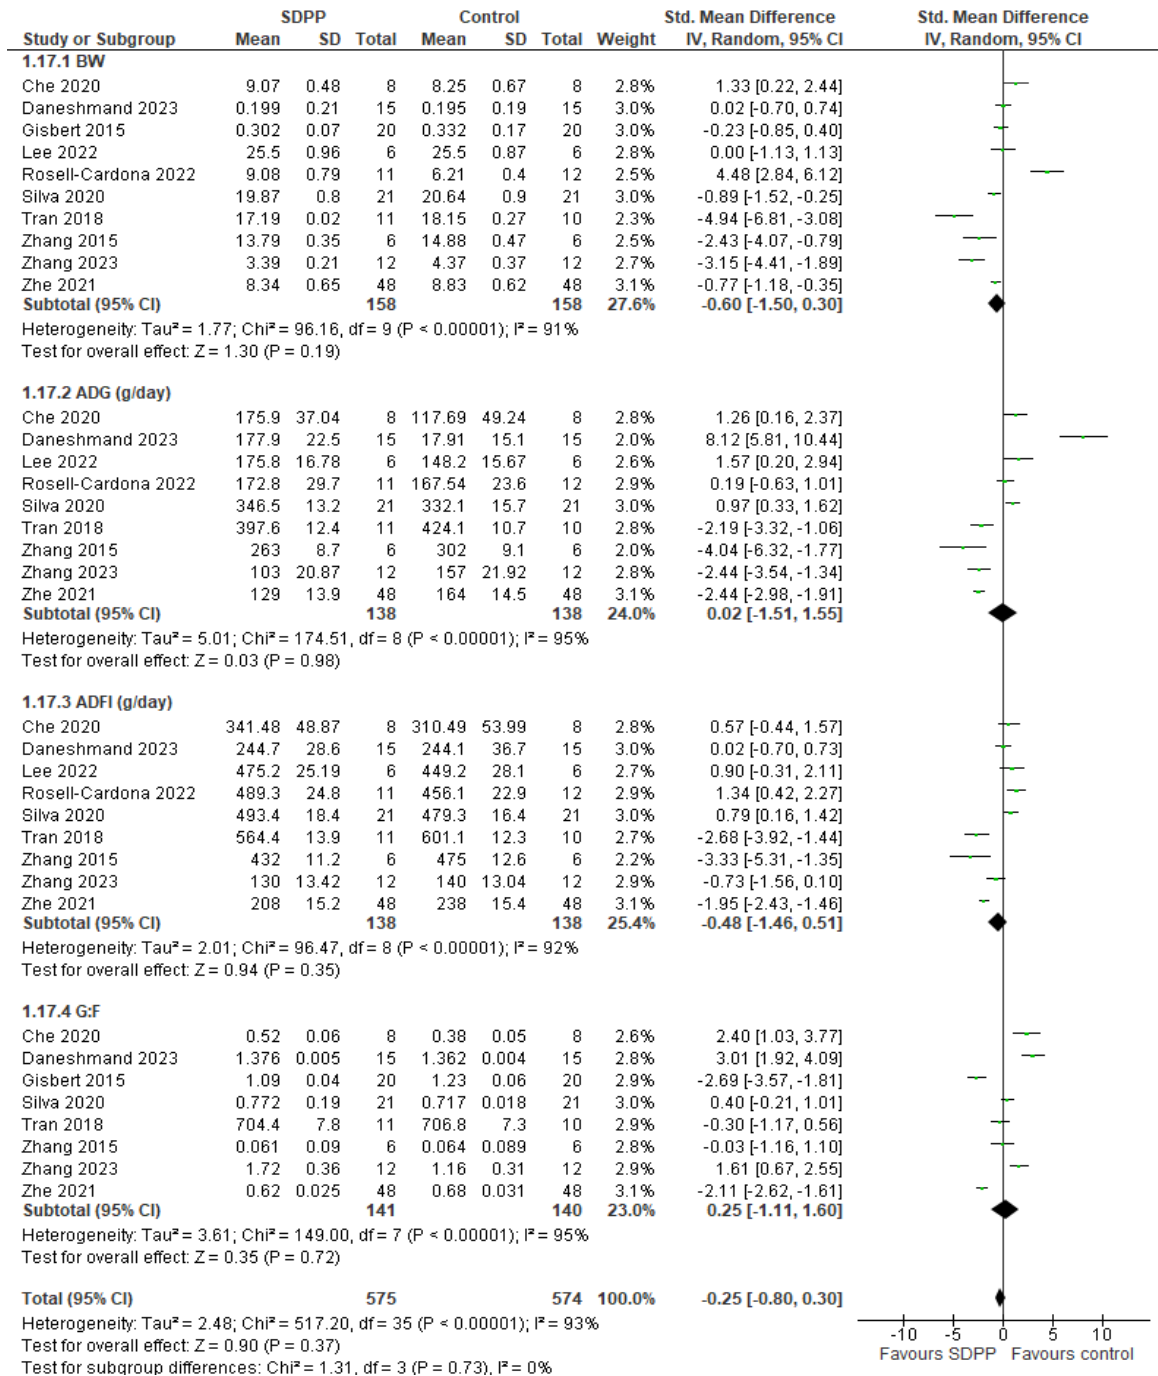 SDPP Control Std. Mean Difference Std. Mean Difference
Study or Subgroup Mean SD Total Mean SD Total Weight IV, Random, 95% CI IV, Random, 95% CI
1.17.1 BW
Che 2020 9.07 0.48 8 8.25 0.67 8 2.8% 1.33 [0.22, 2.44]
Daneshmand 2023 0.199 0.21 15 0.195 0.19 15 3.0% 0.02 [-0.70, 0.74]
Gisbert 2015 0.302 0.07 20 0.332 0.17 20 3.0% -0.23 [-0.85, 0.40]
Lee 2022 25.5 0.96 6 25.5 0.87 6 2.8% 0.00 [-1.13, 1.13]
Rosell-Cardona 2022 9.08 0.79 11 6.21 0.4 12 2.5% 4.48 [2.84, 6.12]
Silva 2020 19.87 0.8 21 20.64 0.9 21 3.0% -0.89 [-1.52, -0.25]
Tran 2018 17.19 0.02 11 18.15 0.27 10 2.3% -4.94 [-6.81, -3.08]
Zhang 2015 13.79 0.35 6 14.88 0.47 6 2.5% -2.43 [-4.07, -0.79]
Zhang 2023 3.39 0.21 12 4.37 0.37 12 2.7% -3.15 [-4.41, -1.89]
Zhe 2021 8.34 0.65 48 8.83 0.62 48 3.1% -0.77 [-1.18, -0.35]
Subtotal (95% CI) 158 158 27.6% -0.60 [-1.50, 0.30]
Heterogeneity: Tau² = 1.77; Chi² = 96.16, df = 9 (P < 0.00001); I² = 91%
Test for overall effect: Z = 1.30 (P = 0.19)
1.17.2 ADG (g/day)
Che 2020 175.9 37.04 8 117.69 49.24 8 2.8% 1.26 [0.16, 2.37]
Daneshmand 2023 177.9 22.5 15 17.91 15.1 15 2.0% 8.12 [5.81, 10.44]
Lee 2022 175.8 16.78 6 148.2 15.67 6 2.6% 1.57 [0.20, 2.94]
Rosell-Cardona 2022 172.8 29.7 11 167.54 23.6 12 2.9% 0.19 [-0.63, 1.01]
Silva 2020 346.5 13.2 21 332.1 15.7 21 3.0% 0.97 [0.33, 1.62]
Tran 2018 397.6 12.4 11 424.1 10.7 10 2.8% -2.19 [-3.32, -1.06]
Zhang 2015 263 8.7 6 302 9.1 6 2.0% -4.04 [-6.32, -1.77]
Zhang 2023 103 20.87 12 157 21.92 12 2.8% -2.44 [-3.54, -1.34]
Zhe 2021 129 13.9 48 164 14.5 48 3.1% -2.44 [-2.98, -1.91]
Subtotal (95% CI) 138 138 24.0% 0.02 [-1.51, 1.55]
Heterogeneity: Tau² = 5.01; Chi² = 174.51, df = 8 (P < 0.00001); I² = 95%
Test for overall effect: Z = 0.03 (P = 0.98)
1.17.3 ADFI (g/day)
Che 2020 341.48 48.87 8 310.49 53.99 8 2.8% 0.57 [-0.44, 1.57]
Daneshmand 2023 244.7 28.6 15 244.1 36.7 15 3.0% 0.02 [-0.70, 0.73]
Lee 2022 475.2 25.19 6 449.2 28.1 6 2.7% 0.90 [-0.31, 2.11]
Rosell-Cardona 2022 489.3 24.8 11 456.1 22.9 12 2.9% 1.34 [0.42, 2.27]
Silva 2020 493.4 18.4 21 479.3 16.4 21 3.0% 0.79 [0.16, 1.42]
Tran 2018 564.4 13.9 11 601.1 12.3 10 2.7% -2.68 [-3.92, -1.44]
Zhang 2015 432 11.2 6 475 12.6 6 2.2% -3.33 [-5.31, -1.35]
Zhang 2023 130 13.42 12 140 13.04 12 2.9% -0.73 [-1.56, 0.10]
Zhe 2021 208 15.2 48 238 15.4 48 3.0% -1.95 [-2.43, -1.46]
Subtotal (95% CI) 138 138 25.4% -0.48 [-1.46, 0.51]
Heterogeneity: Tau² = 2.01; Chi² = 96.47, df = 8 (P < 0.00001); I² = 92%
Test for overall effect: Z = 0.94 (P = 0.35)
1.17.4 G:F
Che 2020 0.52 0.06 8 0.38 0.05 8 2.6% 2.40 [1.03, 3.77]
Daneshmand 2023 1.376 0.005 15 1.362 0.004 15 2.8% 3.01 [1.92, 4.09]
Gisbert 2015 1.09 0.04 20 1.23 0.06 20 2.9% -2.69 [-3.57, -1.81]
Silva 2020 0.772 0.19 21 0.717 0.018 21 3.0% 0.40 [-0.21, 1.01]
Tran 2018 704.4 7.8 11 706.8 7.3 10 2.9% -0.30 [-1.17, 0.56]
Zhang 2015 0.061 0.09 6 0.064 0.089 6 2.8% -0.03 [-1.16, 1.10]
Zhang 2023 1.72 0.36 12 1.16 0.31 12 2.9% 1.61 [0.67, 2.55]
Zhe 2021 0.62 0.025 48 0.68 0.031 48 3.1% -2.11 [-2.62, -1.61]
Subtotal (95% CI) 141 140 23.0% 0.25 [-1.11, 1.60]
Heterogeneity: Tau² = 3.61; Chi² = 149.00, df = 7 (P < 0.00001); I² = 95%
Test for overall effect: Z = 0.35 (P = 0.72)
Total (95% CI) 575 574 100.0% -0.25 [-0.80, 0.30]
Heterogeneity: Tau² = 2.48; Chi² = 517.20, df = 35 (P < 0.00001); I² = 93%
Test for overall effect: Z = 0.90 (P = 0.37)
Test for subgroup differences: Chi² = 1.31, df = 3 (P = 0.73), I² = 0%
-10 -5 0 5 10
Favours SDPP Favours control